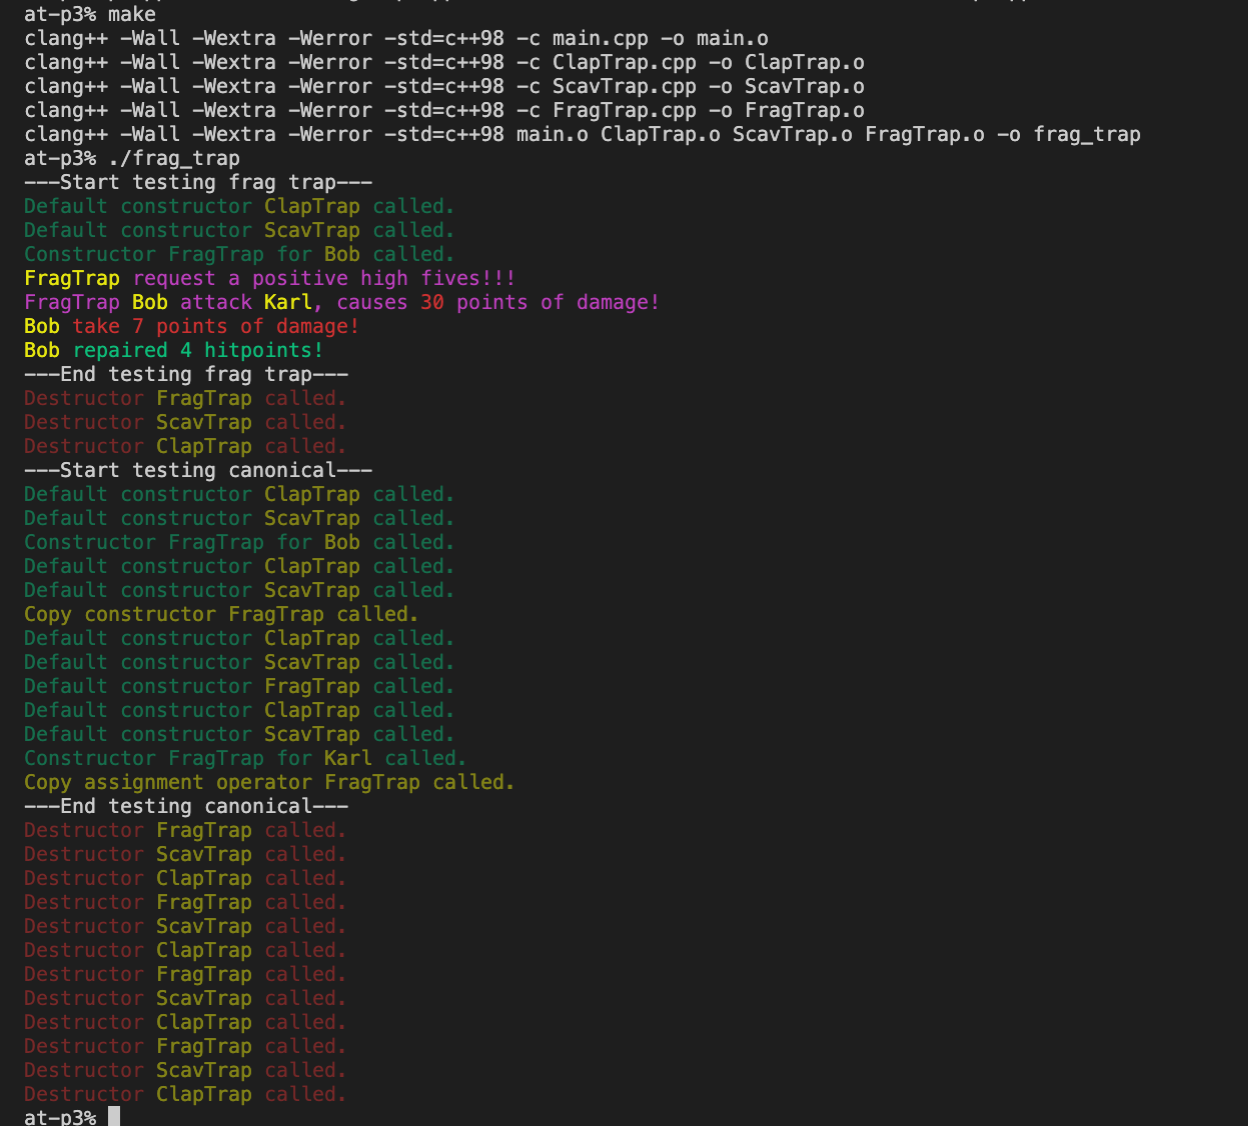 at-p3% make
clang++ -Wall -Wextra -Werror -std=c++98 -c main.cpp -o main.o
clang++ -Wall -Wextra -Werror -std=c++98 -c ClapTrap.cpp -o ClapTrap.o
clang++ -Wall -Wextra -Werror -std=c++98 -c ScavTrap.cpp -o ScavTrap.o
clang++ -Wall -Wextra -Werror -std=c++98 -c FragTrap.cpp -o FragTrap.o
clang++ -Wall -Wextra -Werror -std=c++98 main.o ClapTrap.o ScavTrap.o FragTrap.o -o frag_trap
at-p3% ./frag_trap
---Start testing frag trap---
Default constructor ClapTrap called.
Default constructor ScavTrap called.
Constructor FragTrap for Bob called.
FragTrap request a positive high fives!!!
FragTrap Bob attack Karl, causes 30 points of damage!
Bob take 7 points of damage!
Bob repaired 4 hitpoints!
---End testing frag trap---
Destructor FragTrap called.
Destructor ScavTrap called.
Destructor ClapTrap called.
---Start testing canonical---
Default constructor ClapTrap called.
Default constructor ScavTrap called.
Constructor FragTrap for Bob called.
Default constructor ClapTrap called.
Default constructor ScavTrap called.
Copy constructor FragTrap called.
Default constructor ClapTrap called.
Default constructor ScavTrap called.
Default constructor FragTrap called.
Default constructor ClapTrap called.
Default constructor ScavTrap called.
Constructor FragTrap for Karl called.
Copy assignment operator FragTrap called.
---End testing canonical---
Destructor FragTrap called.
Destructor ScavTrap called.
Destructor ClapTrap called.
Destructor FragTrap called.
Destructor ScavTrap called.
Destructor ClapTrap called.
Destructor FragTrap called.
Destructor ScavTrap called.
Destructor ClapTrap called.
Destructor FragTrap called.
Destructor ScavTrap called.
Destructor ClapTrap called.
at-p3%